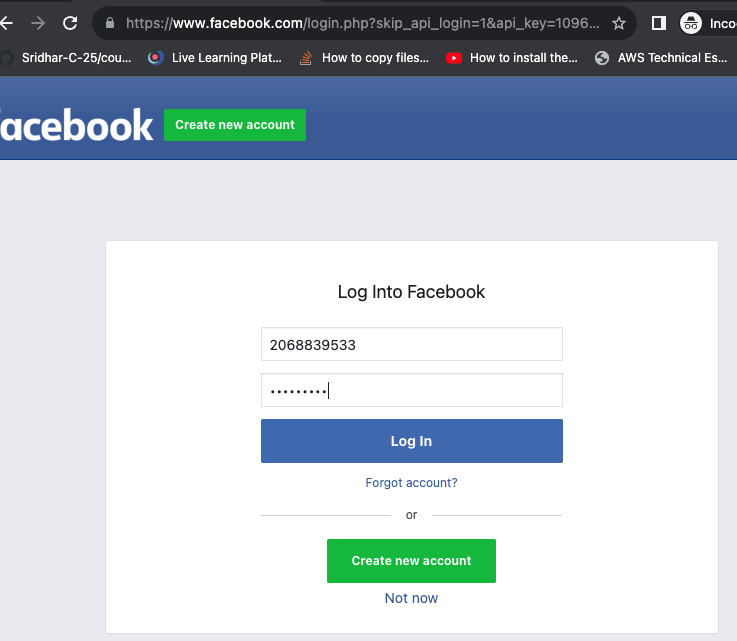 https://www.facebook.com/login.php?skip_api_login=1&api_key=1096... Inco
Sridhar-C-25/cou... Live Learning Plat... How to copy files... How to install the... AWS Technical Es...
facebook Create new account
Log Into Facebook
2068839533
•••••••••
Log In
Forgot account?
or
Create new account
Not now